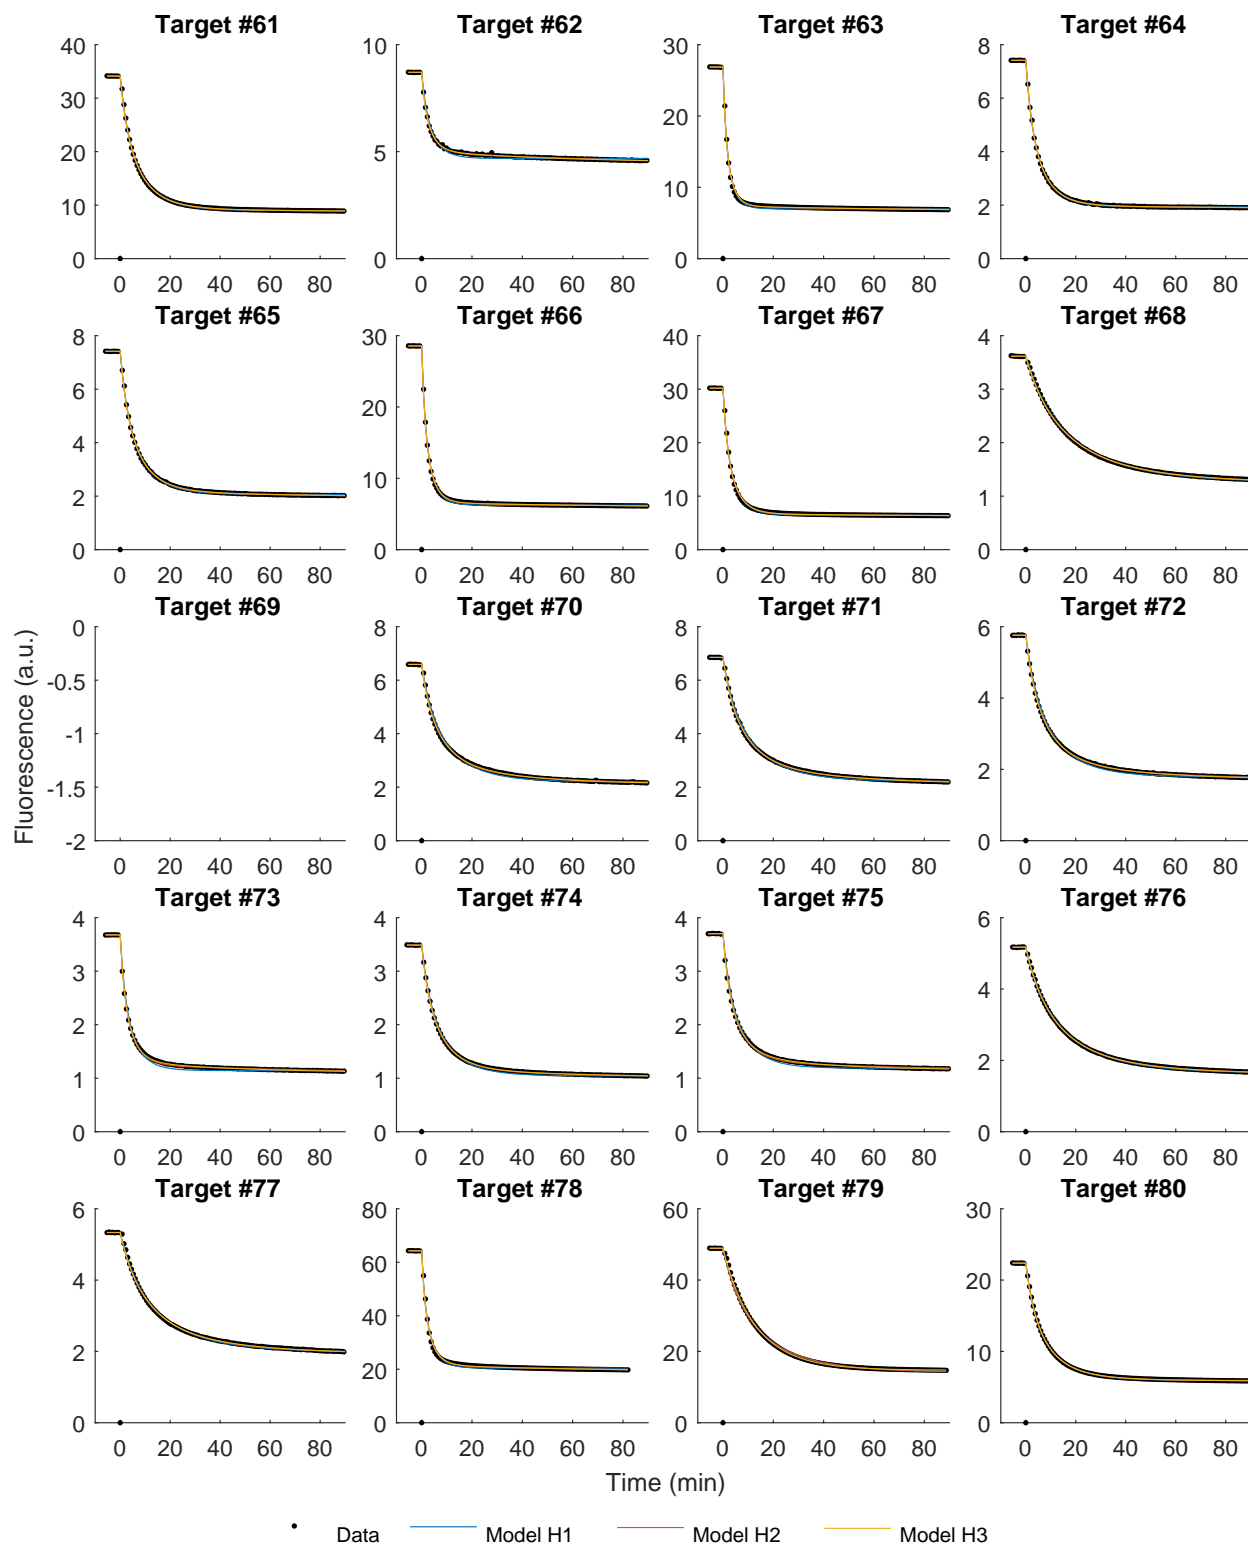 Target #61 Target #62 Target #63 Target #64
40 10 30 8
30 6
20
20 5 4
10
10 2
0 0 0 0
0 20 40 60 80 0 20 40 60 80 0 20 40 60 80 0 20 40 60 80
Target #65 Target #66 Target #67 Target #68
8 30 40 4
6 30 3
20
4 20 2
10
2 10 1
0 0 0 0
0 20 40 60 80 0 20 40 60 80 0 20 40 60 80 0 20 40 60 80
Target #69 Target #70 Target #71 Target #72
0 8 8 6
-0.5 6 6
4
-1 4 4
2
-1.5 2 2
-2 0 0 0
0 20 40 60 80 0 20 40 60 80 0 20 40 60 80 0 20 40 60 80
Fluorescence (a.u.)
Target #73 Target #74 Target #75 Target #76
4 4 4 6
3 3 3
4
2 2 2
2
1 1 1
0 0 0 0
0 20 40 60 80 0 20 40 60 80 0 20 40 60 80 0 20 40 60 80
Target #77 Target #78 Target #79 Target #80
6 80 60 30
60
4 40 20
40
2 20 10
20
0 0 0 0
0 20 40 60 80 0 20 40 60 80 0 20 40 60 80 0 20 40 60 80
Time (min)
Data Model H1 Model H2 Model H3